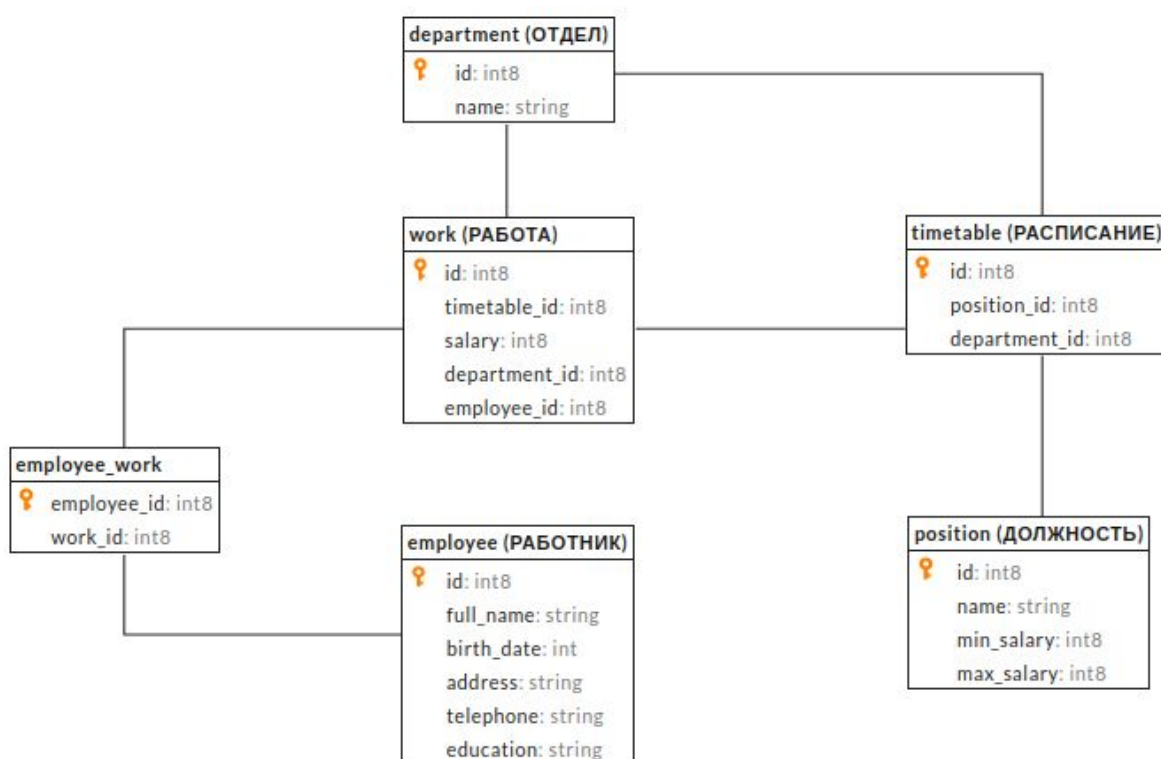 department (ОТДЕЛ)
id: int8
name: string
work (РАБОТА)
id: int8
timetable_id: int8
salary: int8
department_id: int8
employee_id: int8
timetable (РАСПИСАНИЕ)
id: int8
position_id: int8
department_id: int8
employee_work
employee_id: int8
work_id: int8
employee (РАБОТНИК)
id: int8
full_name: string
birth_date: int
address: string
telephone: string
education: string
position (ДОЛЖНОСТЬ)
id: int8
name: string
min_salary: int8
max_salary: int8